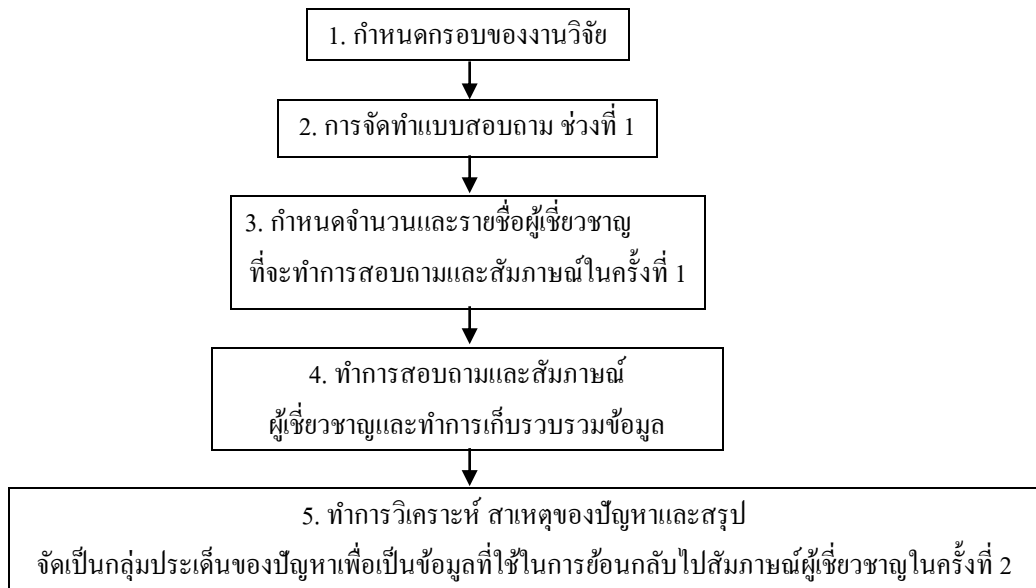 1. กำหนดกรอบของงานวิจัย
2. การจัดทำแบบสอบถาม ช่วงที่ 1
3. กำหนดจำนวนและรายชื่อผู้เชี่ยวชาญ
ที่จะทำการสอบถามและสัมภาษณ์ในครั้งที่ 1
4. ทำการสอบถามและสัมภาษณ์
ผู้เชี่ยวชาญและทำการเก็บรวบรวมข้อมูล
5. ทำการวิเคราะห์ สาเหตุของปัญหาและสรุป
จัดเป็นกลุ่มประเด็นของปัญหาเพื่อเป็นข้อมูลที่ใช้ในการย้อนกลับไปสัมภาษณ์ผู้เชี่ยวชาญในครั้งที่ 2